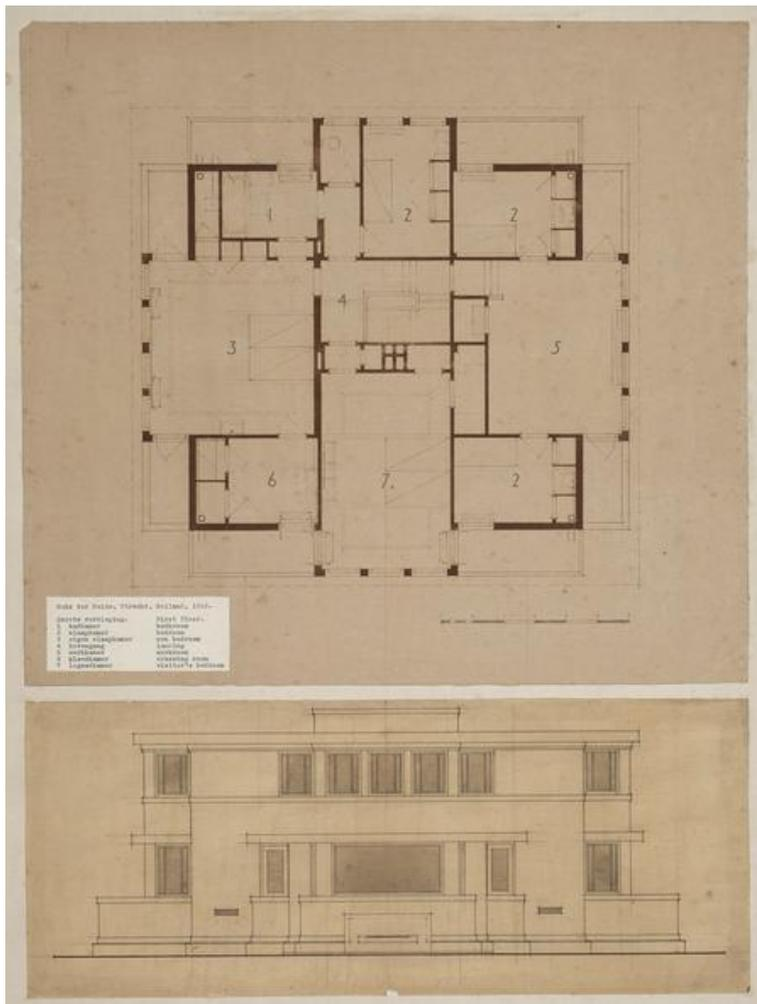 1
2
2
4
3
5
6
7.
2
Huis ter Heide, Utrecht, Holland,
Eerste verdieping. First floor.
1 badkamer bathroom
2 slaapkamer bedroom
3 eigen slaapkamer own bedroom
4 bovengang landing
5 werkkamer workroom
6 kleedkamer dressing room
7 logeerkamer visitor's bedroom